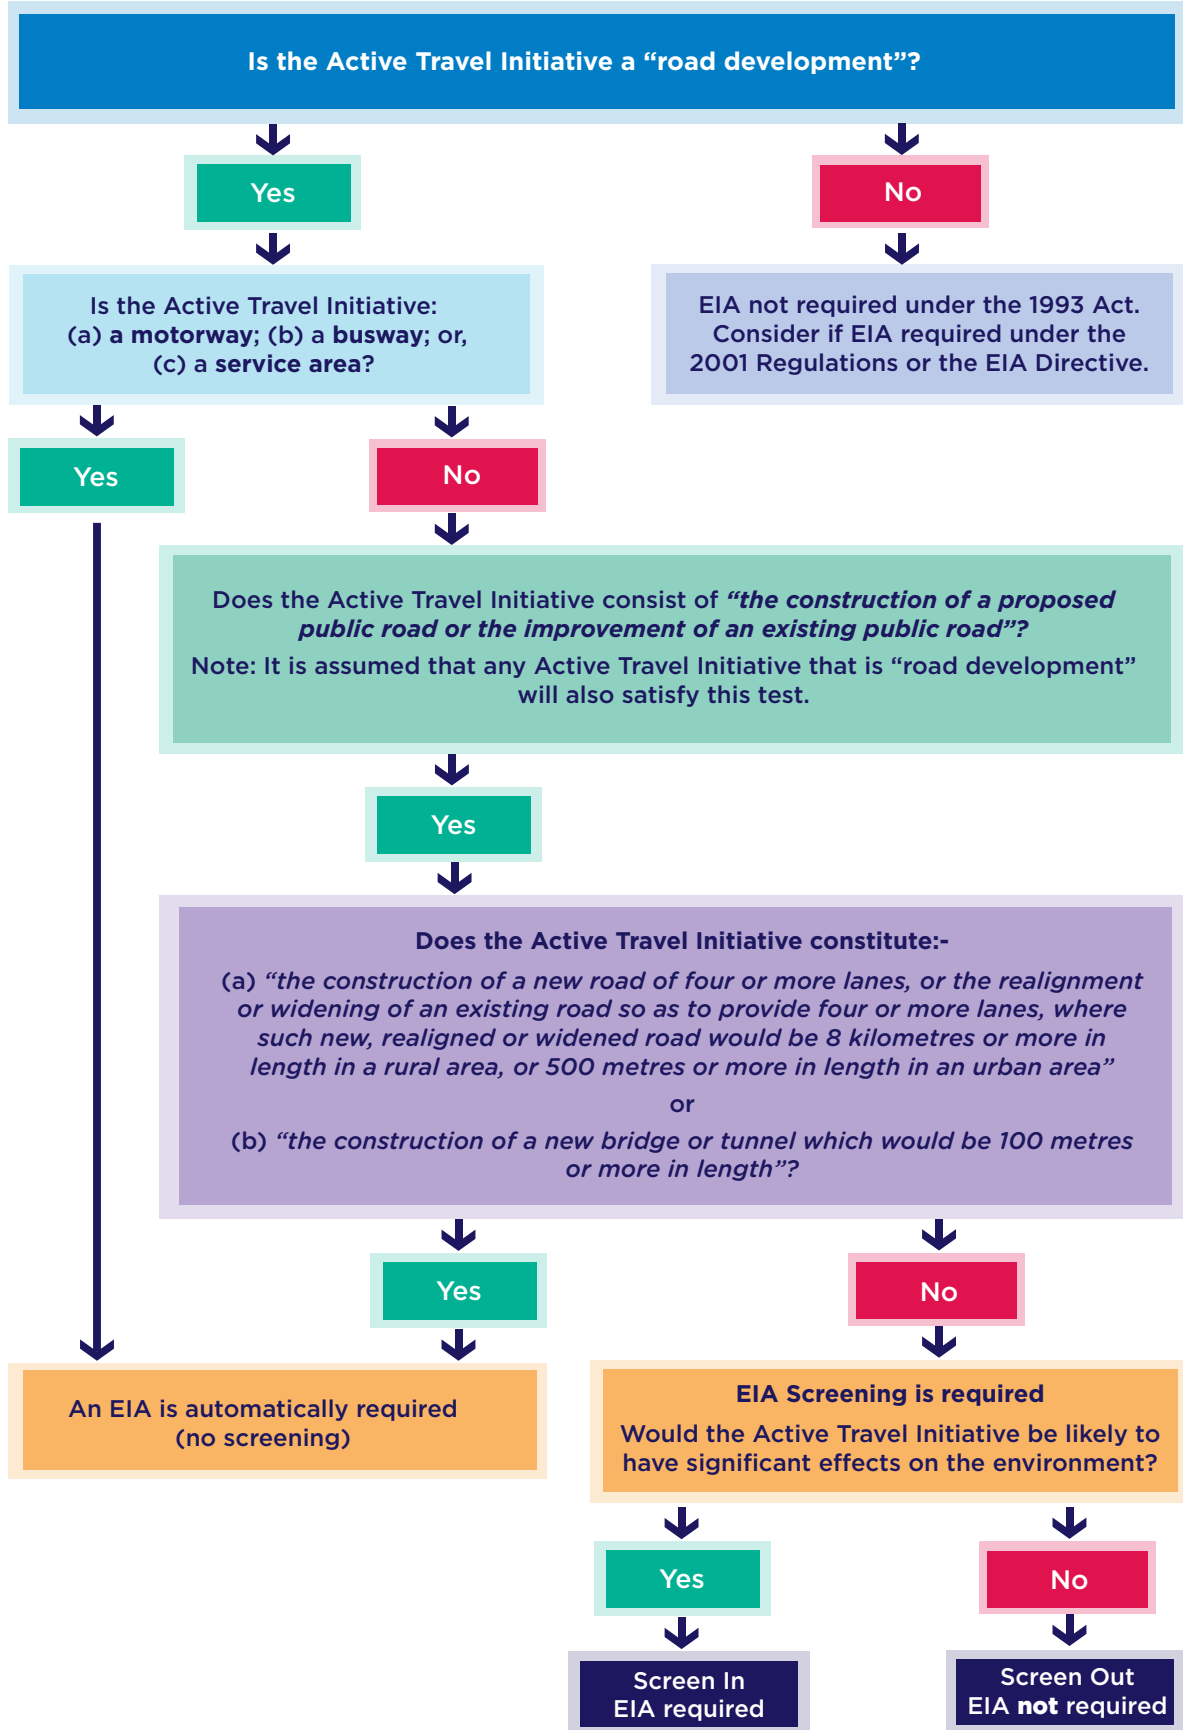 Is the Active Travel Initiative a “road development”?
Yes
No
Is the Active Travel Initiative:
(a) a motorway; (b) a busway; or,
(c) a service area?
EIA not required under the 1993 Act.
Consider if EIA required under the
2001 Regulations or the EIA Directive.
Yes
No
Does the Active Travel Initiative consist of “the construction of a proposed
public road or the improvement of an existing public road”?
Note: It is assumed that any Active Travel Initiative that is “road development”
will also satisfy this test.
Yes
Does the Active Travel Initiative constitute:-
(a) “the construction of a new road of four or more lanes, or the realignment
or widening of an existing road so as to provide four or more lanes, where
such new, realigned or widened road would be 8 kilometres or more in
length in a rural area, or 500 metres or more in length in an urban area”
or
(b) “the construction of a new bridge or tunnel which would be 100 metres
or more in length”?
Yes
No
An EIA is automatically required
(no screening)
EIA Screening is required
Would the Active Travel Initiative be likely to
have significant effects on the environment?
Yes
No
Screen In
EIA required
Screen Out
EIA not required